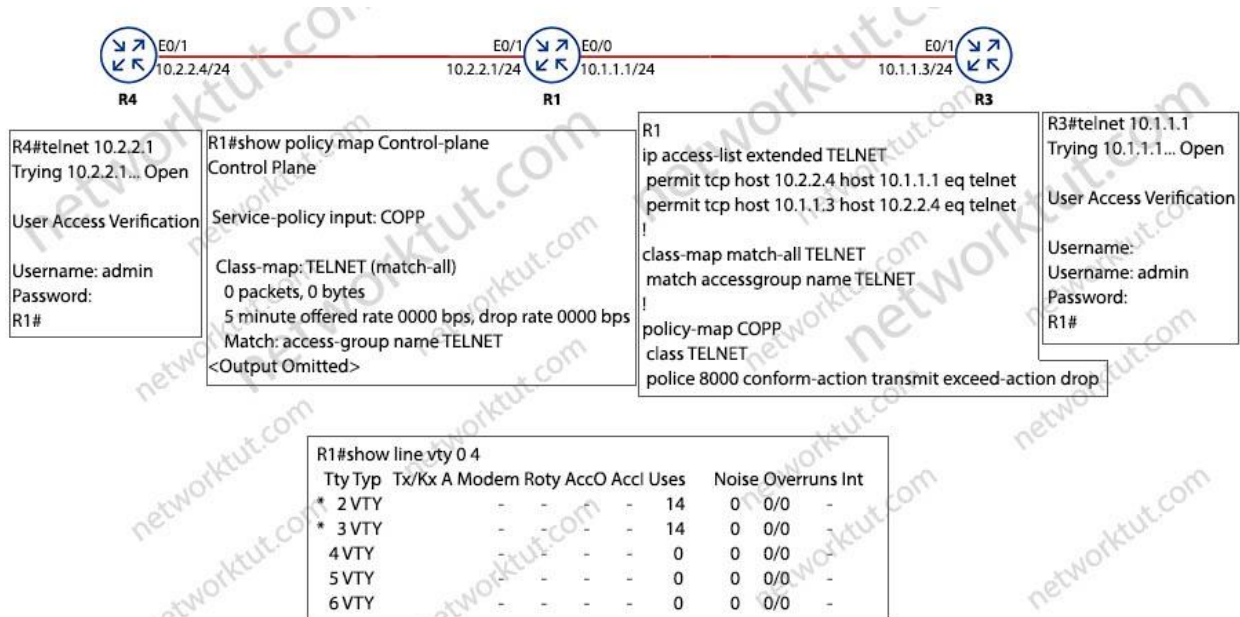 E0/1
10.2.2.4/24
R4
E0/1
10.2.2.1/24
E0/0
10.1.1.1/24
R1
E0/1
10.1.1.3/24
R3
R4#telnet 10.2.2.1
Trying 10.2.2.1... Open
User Access Verification
Username: admin
Password:
R1#
R1#show policy map Control-plane
Control Plane
Service-policy input: COPP
Class-map: TELNET (match-all)
0 packets, 0 bytes
5 minute offered rate 0000 bps, drop rate 0000 bps
Match: access-group name TELNET
<Output Omitted>
R1
ip access-list extended TELNET
permit tcp host 10.2.2.4 host 10.1.1.1 eq telnet
permit tcp host 10.1.1.3 host 10.2.2.4 eq telnet
!
class-map match-all TELNET
match accessgroup name TELNET
!
policy-map COPP
class TELNET
police 8000 conform-action transmit exceed-action drop
R3#telnet 10.1.1.1
Trying 10.1.1.1... Open
User Access Verification
Username:
Username: admin
Password:
R1#
R1#show line vty 0 4
Tty Typ Tx/Kx A Modem Roty AccO AccI Uses Noise Overruns Int
* 2 VTY - - - - 14 0 0/0 -
* 3 VTY - - - - 14 0 0/0 -
4 VTY - - - - 0 0 0/0 -
5 VTY - - - - 0 0 0/0 -
6 VTY - - - - 0 0 0/0 -
networktut.com